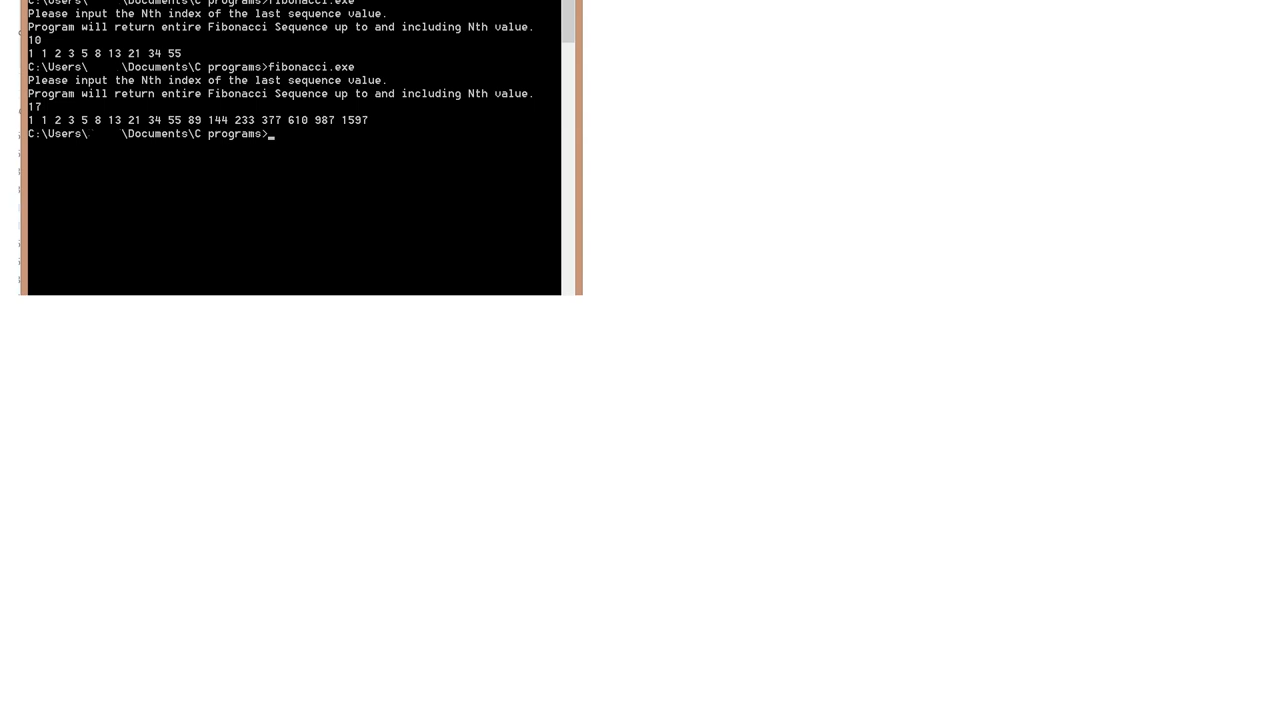 C:\Users\ \Documents\C programs>fibonacci.exe
Please input the Nth index of the last sequence value.
Program will return entire Fibonacci Sequence up to and including Nth value.
10
1 1 2 3 5 8 13 21 34 55
C:\Users\ \Documents\C programs>fibonacci.exe
Please input the Nth index of the last sequence value.
Program will return entire Fibonacci Sequence up to and including Nth value.
17
1 1 2 3 5 8 13 21 34 55 89 144 233 377 610 987 1597
C:\Users\ \Documents\C programs>